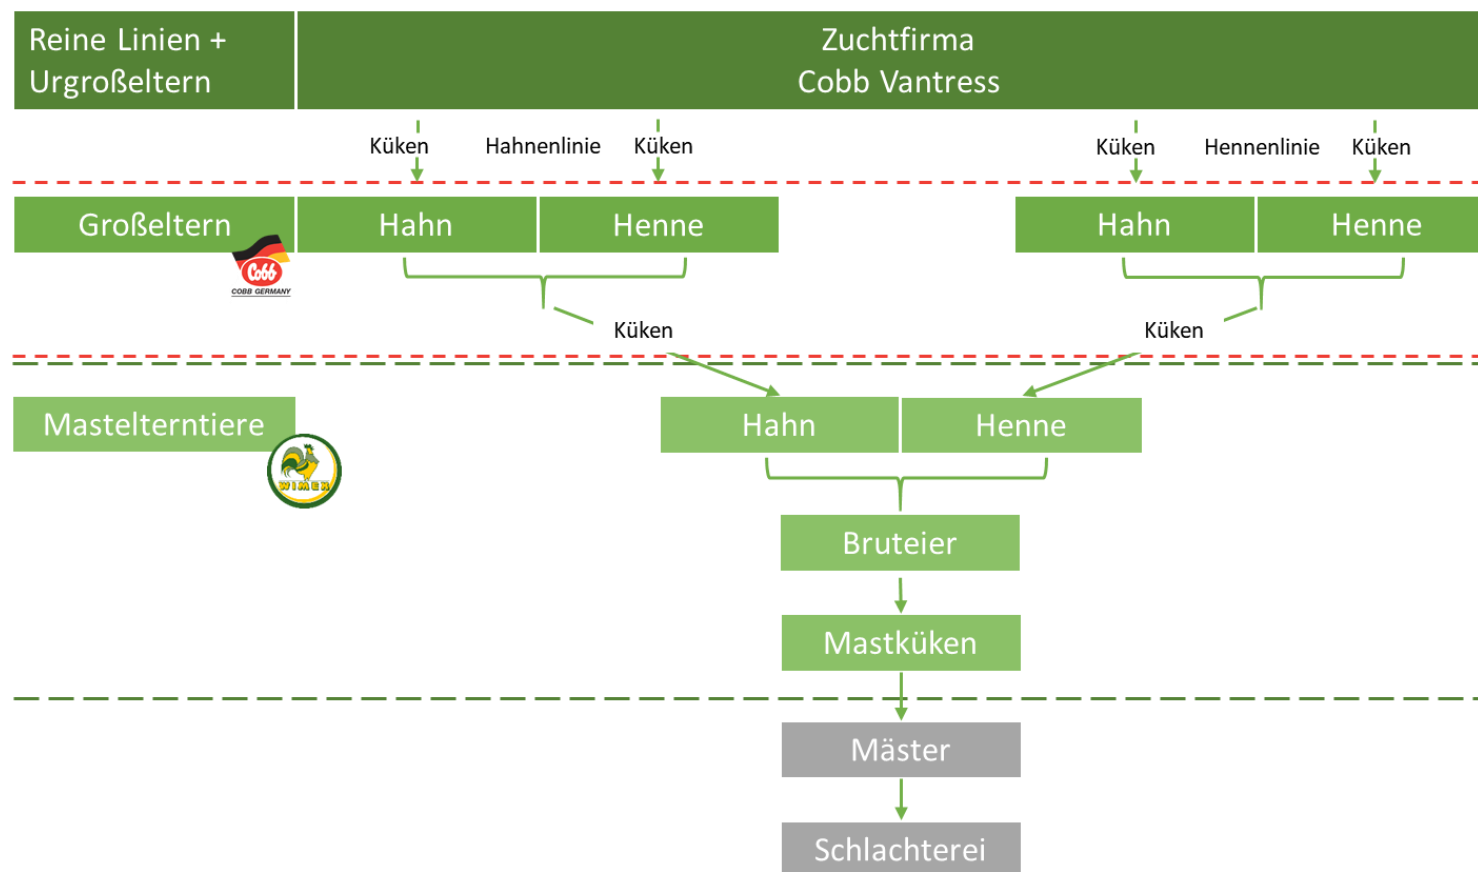 Reine Linien +
Urgroßeltern
Zuchtfirma
Cobb Vantress
Küken
Hahnenlinie
Küken
Küken
Hennenlinie
Küken
Großeltern
Hahn
Henne
Hahn
Henne
Cobb
COBB GERMANY
Küken
Küken
Mastelterntiere
Hahn
Henne
WIMEX
Bruteier
Mastküken
Mäster
Schlachterei